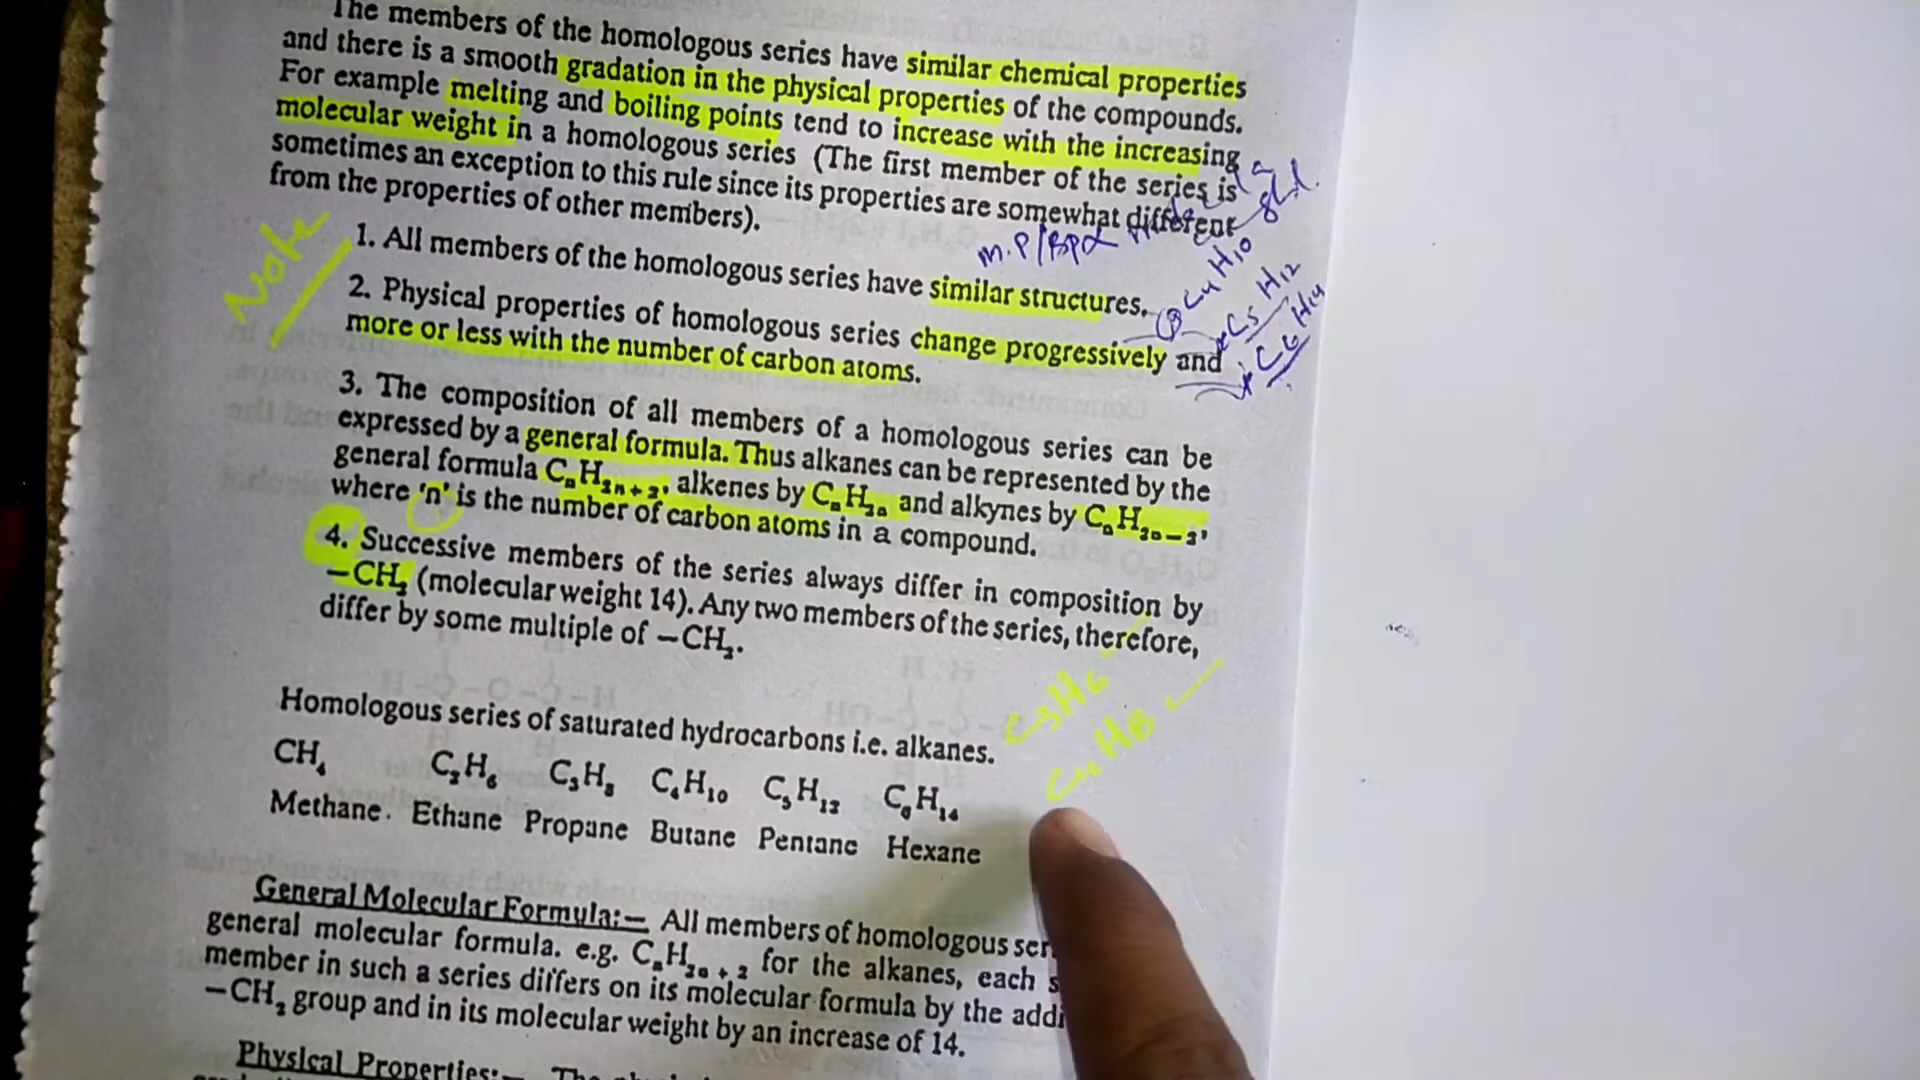 The members of the homologous series have similar chemical properties
and there is a smooth gradation in the physical properties of the compounds.
For example melting and boiling points tend to increase with the increasing
molecular weight in a homologous series (The first member of the series is
sometimes an exception to this rule since its properties are somewhat different
from the properties of other members).
m.P/Bp∝
C₄H₁₀
C₅H₁₂
C₆H₁₄
Note
1. All members of the homologous series have similar structures.
2. Physical properties of homologous series change progressively and
more or less with the number of carbon atoms.
3. The composition of all members of a homologous series can be
expressed by a general formula. Thus alkanes can be represented by the
general formula CₙH₂ₙ₊₂, alkenes by CₙH₂ₙ and alkynes by CₙH₂ₙ₋₂,
where 'n' is the number of carbon atoms in a compound.
4. Successive members of the series always differ in composition by
—CH₂ (molecular weight 14). Any two members of the series, therefore,
differ by some multiple of —CH₂.
C₃H₆
C₄H₈
Homologous series of saturated hydrocarbons i.e. alkanes.
CH₄ C₂H₆ C₃H₈ C₄H₁₀ C₅H₁₂ C₆H₁₄
Methane. Ethane Propane Butane Pentane Hexane
General Molecular Formula:— All members of homologous ser
general molecular formula. e.g. CₙH₂ₙ₊₂ for the alkanes, each s
member in such a series differs on its molecular formula by the addi
—CH₂ group and in its molecular weight by an increase of 14.
Physical Properties:— The